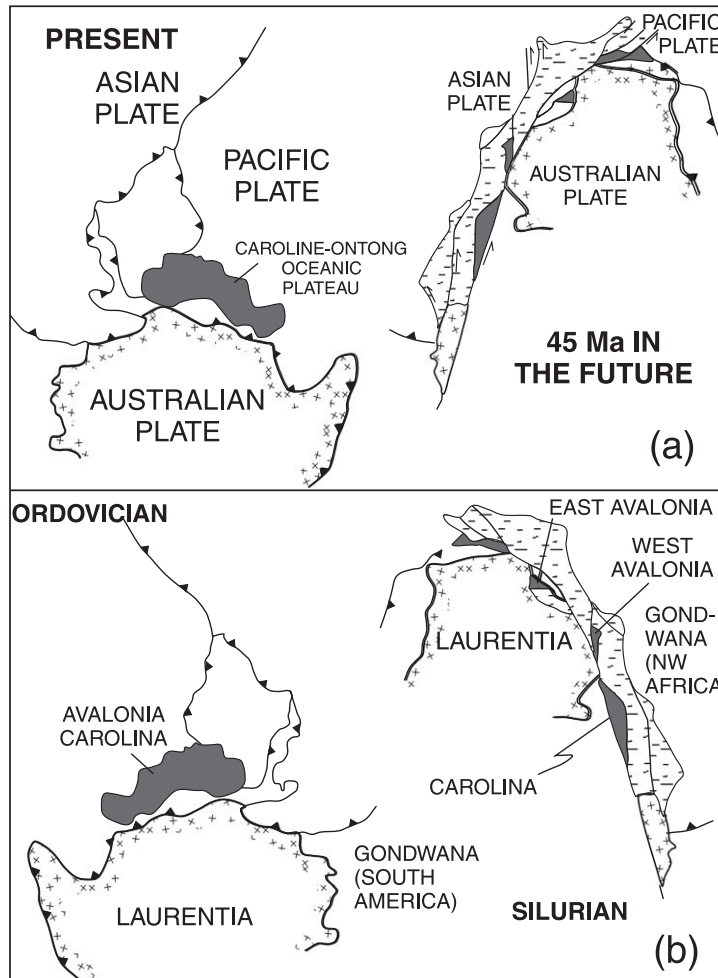 PRESENT
ASIAN
PLATE
PACIFIC
PLATE
CAROLINE-ONTONG
OCEANIC
PLATEAU
AUSTRALIAN
PLATE
PACIFIC
PLATE
ASIAN
PLATE
AUSTRALIAN
PLATE
45 Ma IN
THE FUTURE
(a)
ORDOVICIAN
AVALONIA
CAROLINA
LAURENTIA
GONDWANA
(SOUTH
AMERICA)
EAST AVALONIA
WEST
AVALONIA
LAURENTIA
GOND-
WANA
(NW
AFRICA
CAROLINA
SILURIAN
(b)